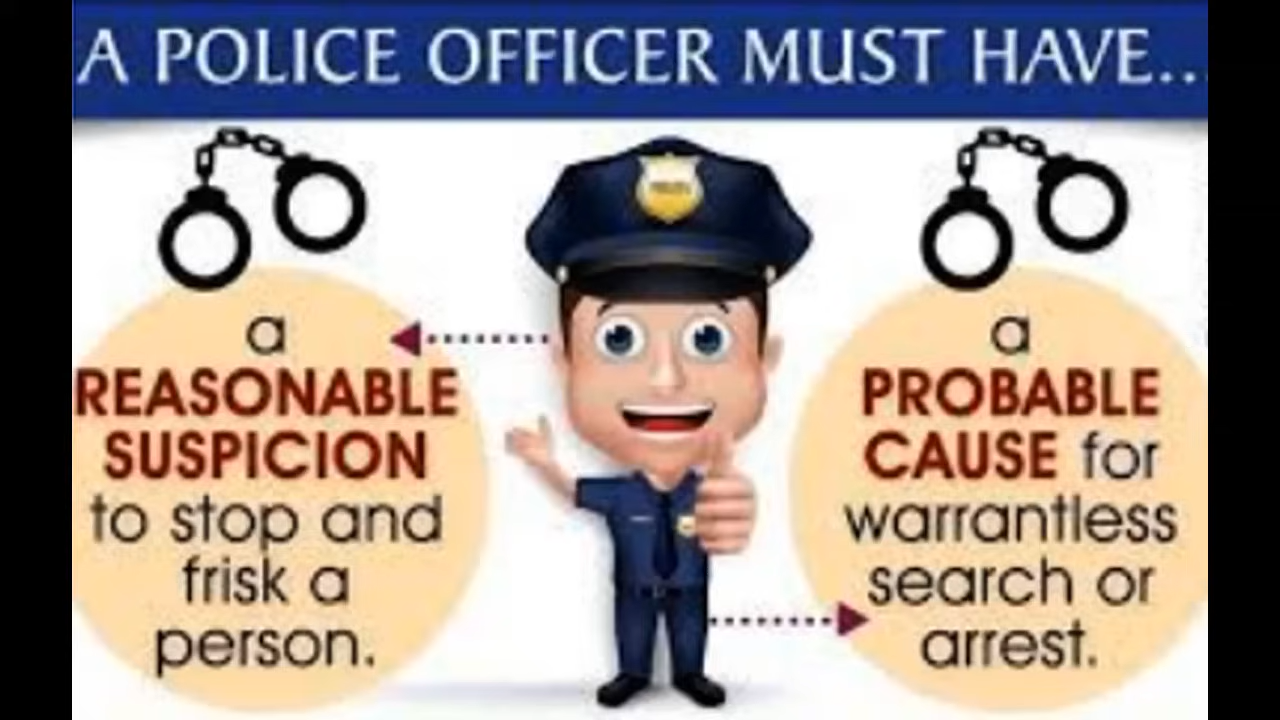 A POLICE OFFICER MUST HAVE...
a
REASONABLE
SUSPICION
to stop and
frisk a
person.
a
PROBABLE
CAUSE for
warrantless
search or
arrest.